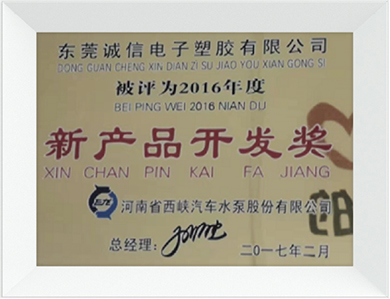 东莞诚信电子塑胶有限公司
DONG GUAN CHENG XIN DIAN ZI SU JIAO YOU XIAN GONG SI
被评为2016年度
BEI PING WEI 2016 NIAN DU
新产品开发奖
XIN CHAN PIN KAI FA JIANG
河南省西峡汽车水泵股份有限公司
总经理:
二〇一七年二月